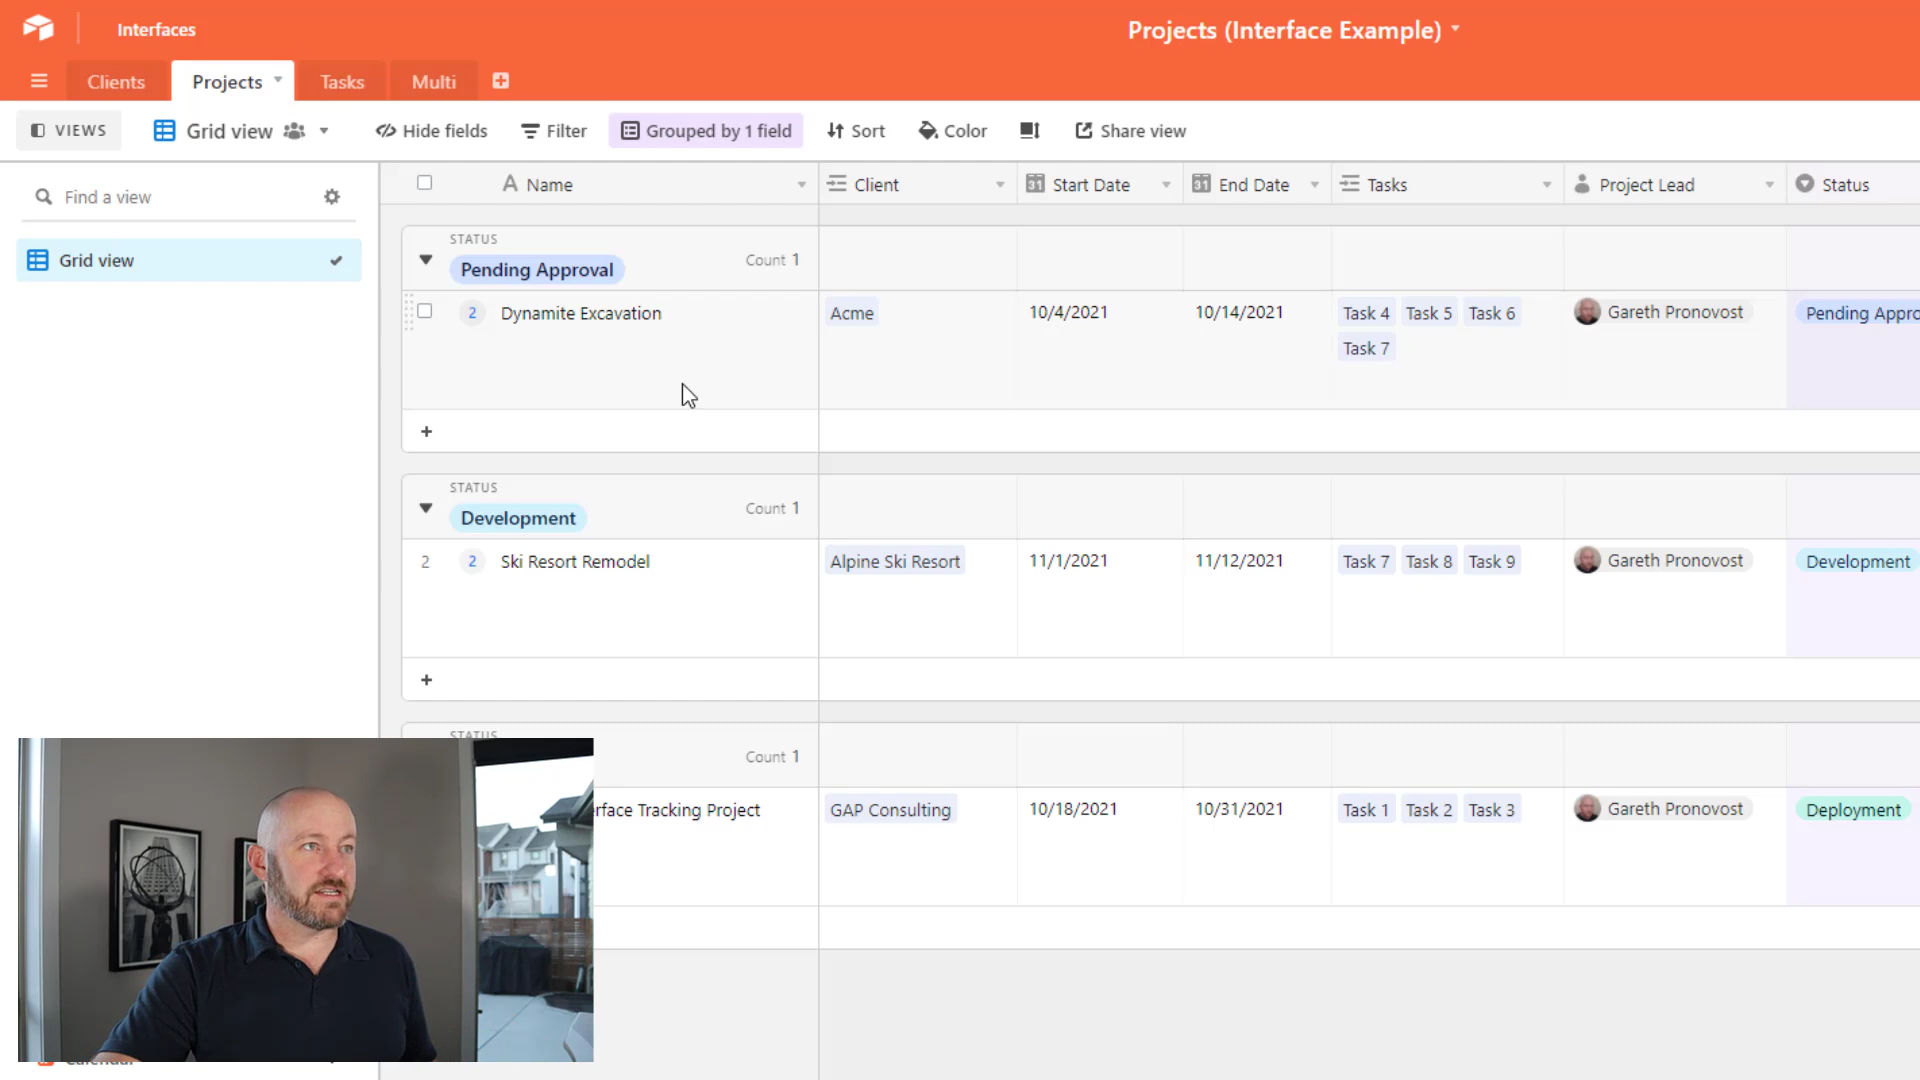 Interfaces
Projects (Interface Example)
Clients Projects Tasks Multi
VIEWS Grid view Hide fields Filter Grouped by 1 field Sort Color Share view
Find a view
Grid view
Name Client Start Date End Date Tasks Project Lead Status
STATUS
Pending Approval Count 1
2 Dynamite Excavation Acme 10/4/2021 10/14/2021 Task 4 Task 5 Task 6 Gareth Pronovost Pending Appro
Task 7
+
STATUS
Development Count 1
2 2 Ski Resort Remodel Alpine Ski Resort 11/1/2021 11/12/2021 Task 7 Task 8 Task 9 Gareth Pronovost Development
+
STATUS
Count 1
rface Tracking Project GAP Consulting 10/18/2021 10/31/2021 Task 1 Task 2 Task 3 Gareth Pronovost Deployment
Calendar